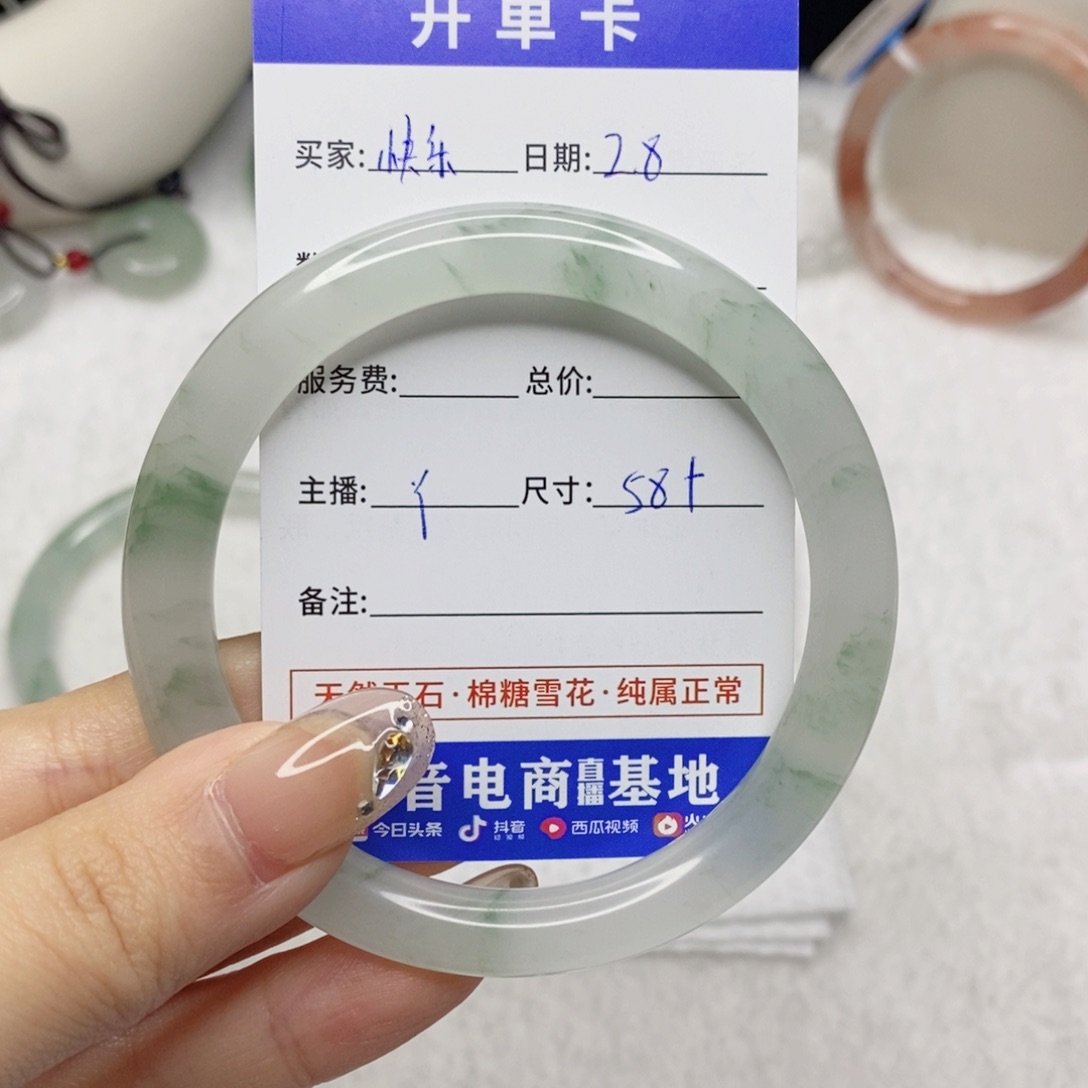 开单卡
买家: 快乐 日期: 2.8
服务费: 总价:
主播: 丫 尺寸: 58+
备注:
天然玉石·棉糖雪花·纯属正常
音电商直播基地
今日头条 抖音 西瓜视频 火